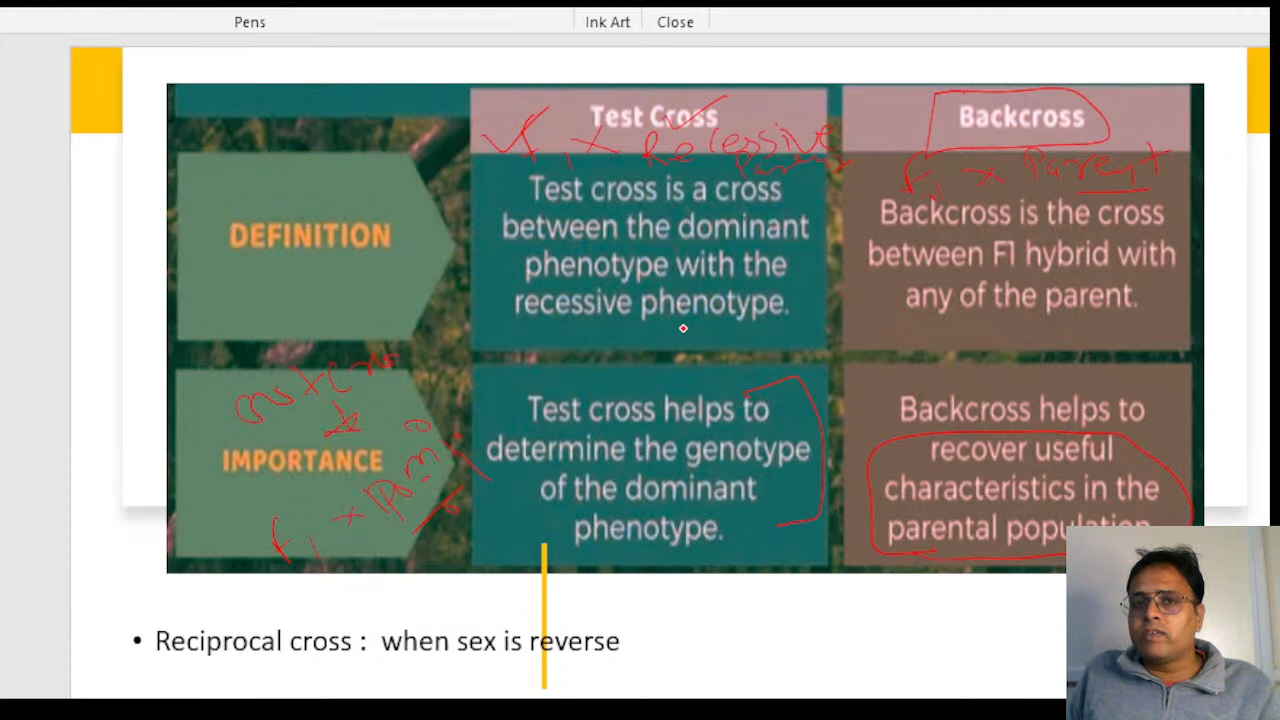 Pens Ink Art Close
Test Cross
Backcross
F1 X Recessive
Parent
F1 X Parent
DEFINITION
Test cross is a cross
between the dominant
phenotype with the
recessive phenotype.
Backcross is the cross
between F1 hybrid with
any of the parent.
IMPORTANCE
F1 X
Test cross helps to
determine the genotype
of the dominant
phenotype.
Backcross helps to
recover useful
characteristics in the
parental population.
• Reciprocal cross : when sex is reverse